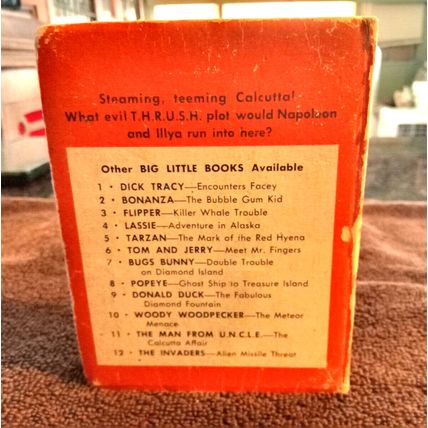 Steaming, teeming Calcutta!
What evil T.H.R.U.S.H. plot would Napoleon
and Illya run into here?
Other BIG LITTLE BOOKS Available
1 • DICK TRACY—Encounters Facey
2 • BONANZA—The Bubble Gum Kid
3 • FLIPPER—Killer Whale Trouble
4 • LASSIE—Adventure in Alaska
5 • TARZAN—The Mark of the Red Hyena
6 • TOM AND JERRY—Meet Mr. Fingers
7 • BUGS BUNNY—Double Trouble
on Diamond Island
8 • POPEYE—Ghost Ship to Treasure Island
9 • DONALD DUCK—The Fabulous
Diamond Fountain
10 • WOODY WOODPECKER—The Meteor
Menace
11 • THE MAN FROM U.N.C.L.E.—The
Calcutta Affair
12 • THE INVADERS—Alien Missile Threat